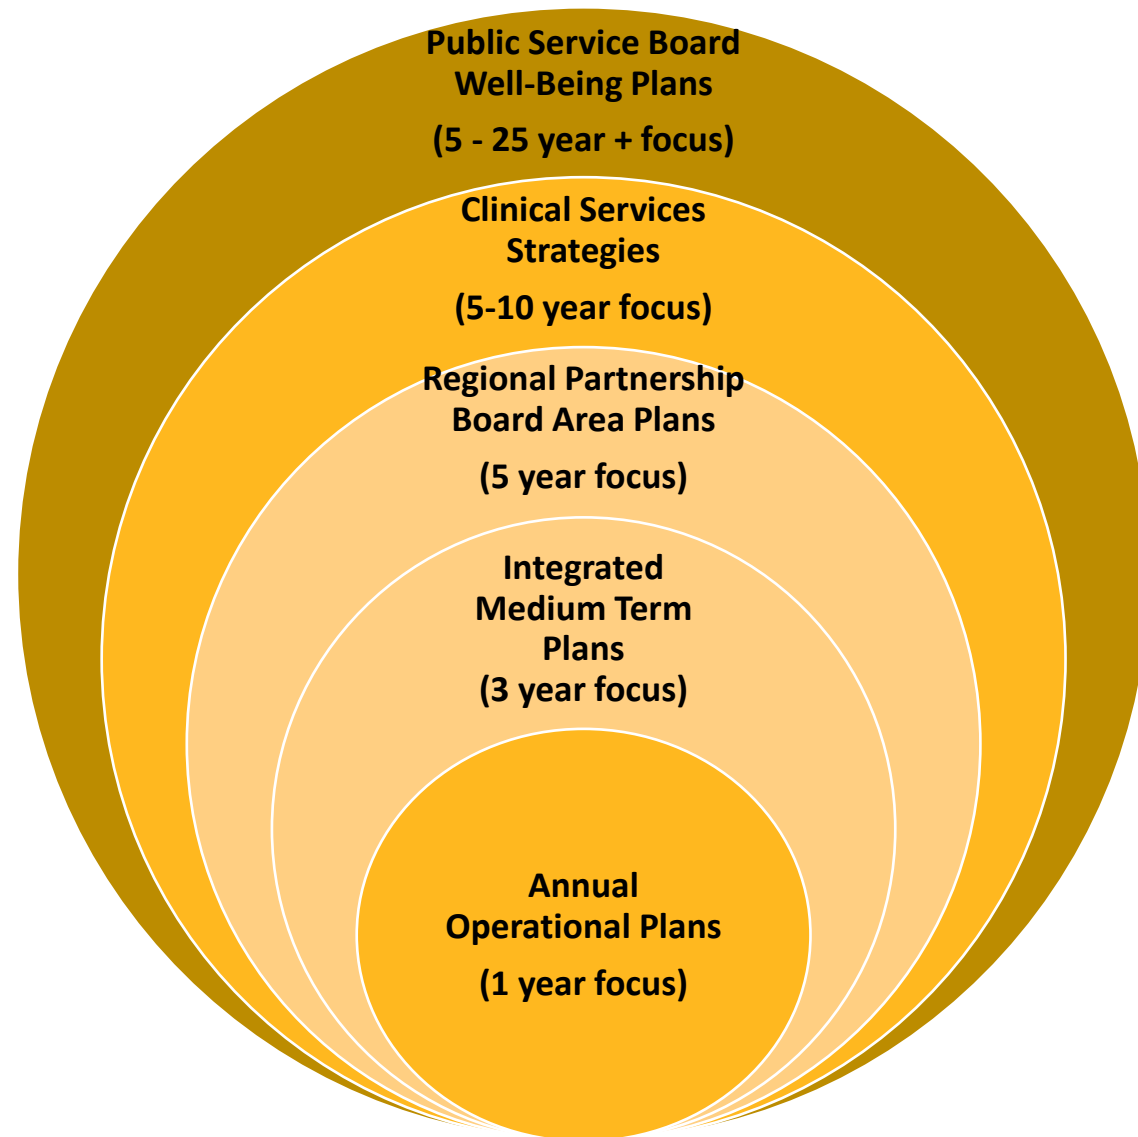 Public Service Board
Well-Being Plans
(5 - 25 year + focus)
Clinical Services
Strategies
(5-10 year focus)
Regional Partnership
Board Area Plans
(5 year focus)
Integrated
Medium Term
Plans
(3 year focus)
Annual
Operational Plans
(1 year focus)